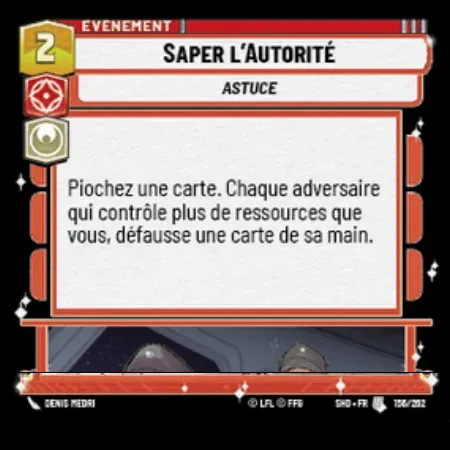 ÉVÉNEMENT
2
SAPER L'AUTORITÉ
ASTUCE
Piochez une carte. Chaque adversaire
qui contrôle plus de ressources que
vous, défausse une carte de sa main.
DENIS MEDRI
© LFL © FFG
SHD • FR
156/262